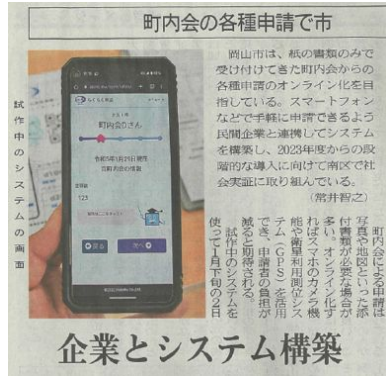 町内会の各種申請で市
岡山市は、紙の書類のみで
受け付けてきた町内会からの
各種申請のオンライン化を目
指している。スマートフォン
などで手軽に申請できるよう
民間企業と連携してシステム
を構築し、2023年度からの段
階的な導入に向けて南区で社
会実証に取り組んでいる。
(常井智之)
試作中のシステムの画面
町内会Oさん
123
戻る
次へ
町内会による申請は
写真や地図といった添
付書類が必要な場合が
多い。オンライン化す
ればスマホのカメラ機
能や衛星利用測位シス
テム(GPS)を活用
でき、申請者の負担が
減ると期待される。
試作中のシステムを
使って1月下旬の2日
企業とシステム構築